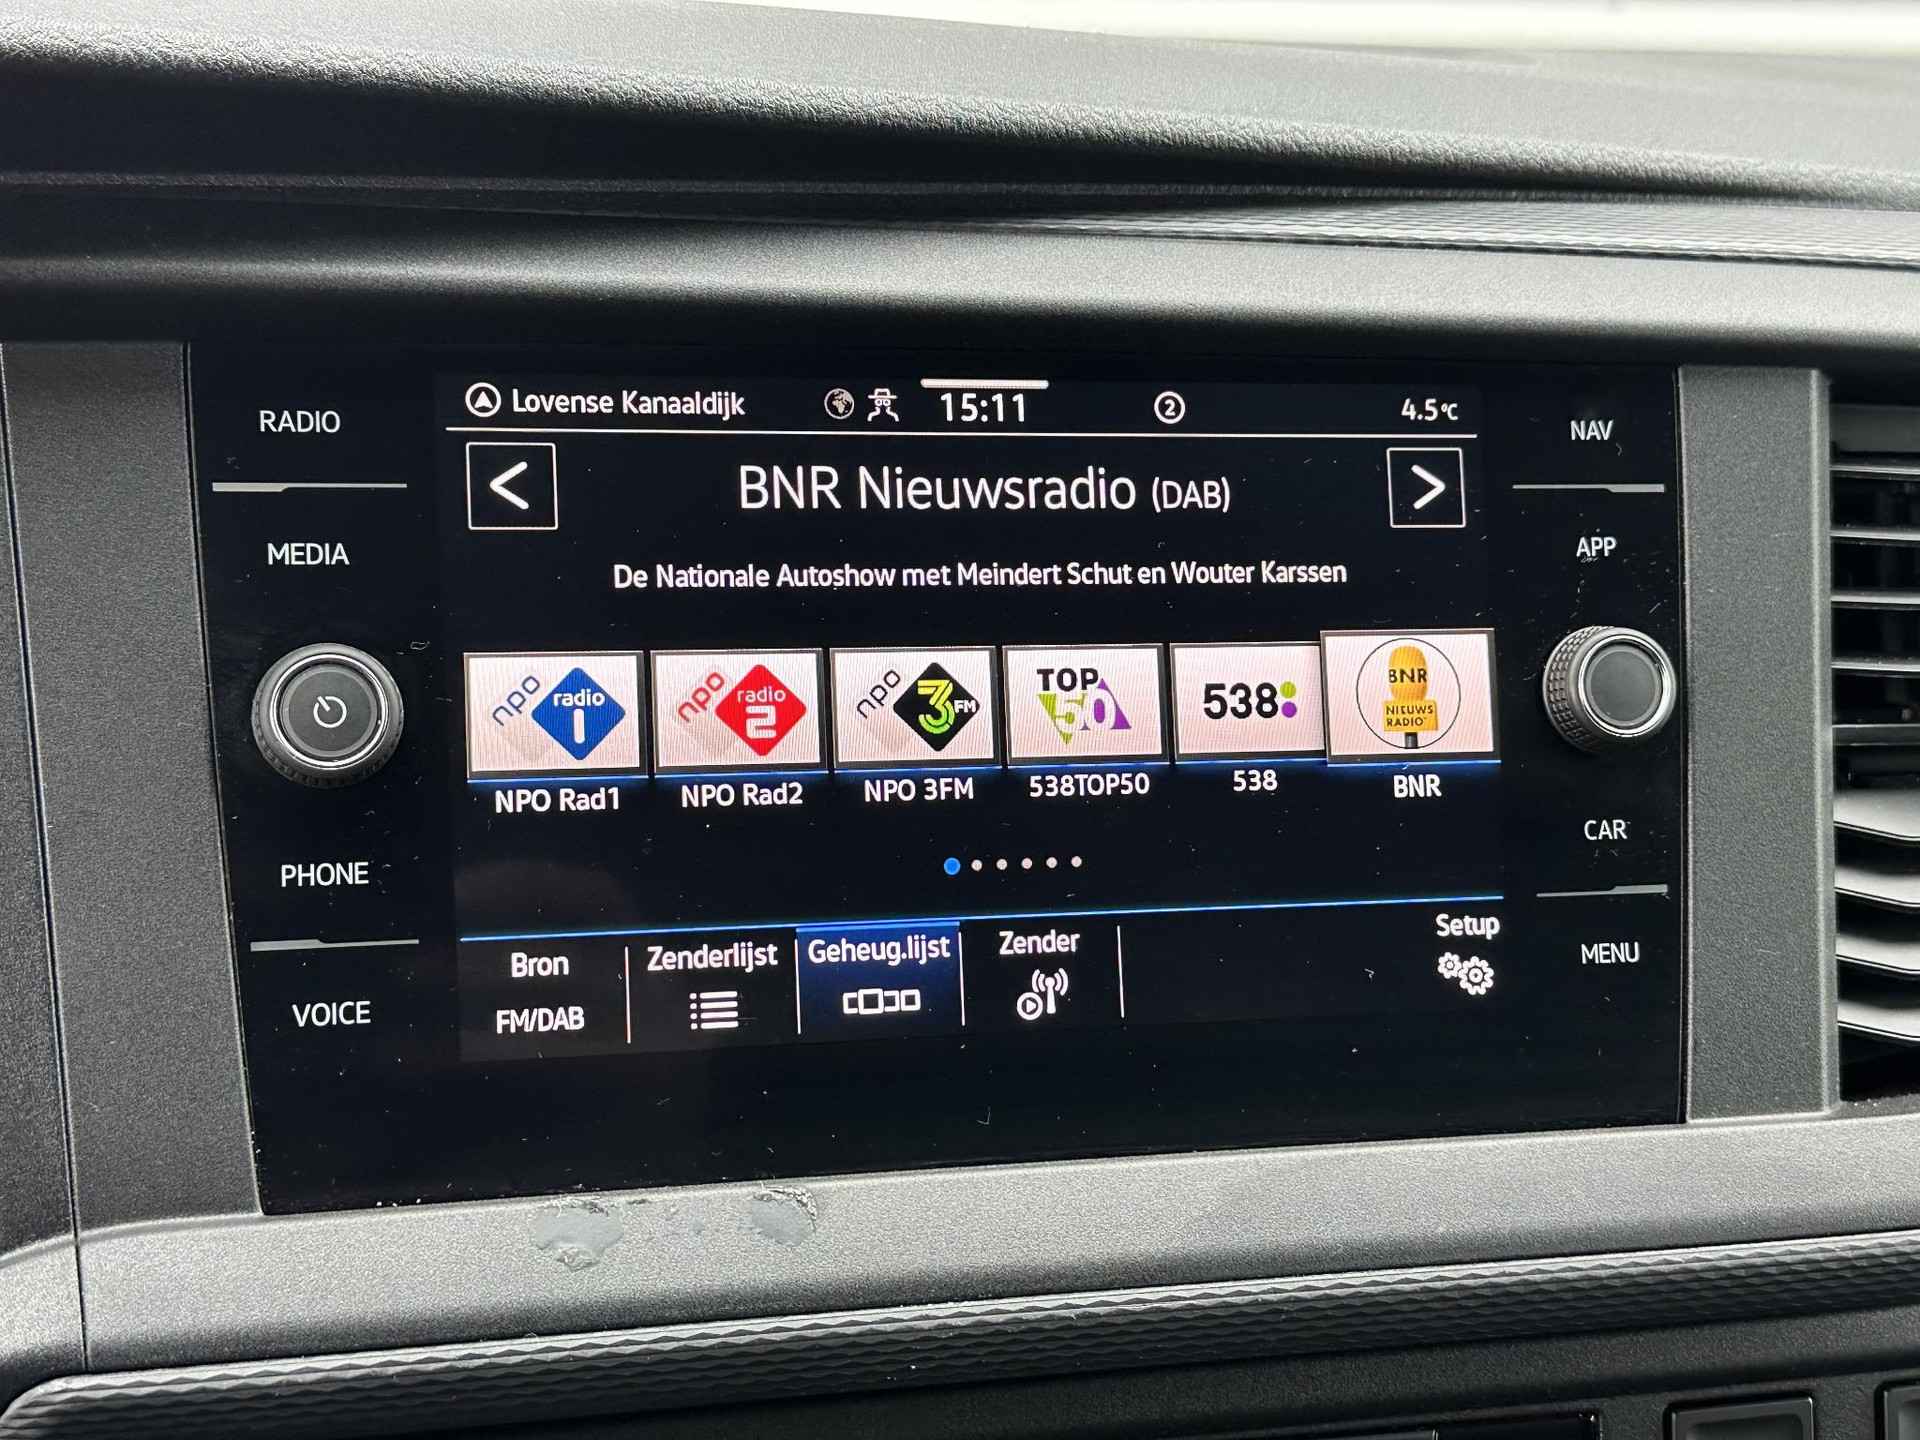 RADIO
MEDIA
PHONE
VOICE
Lovense Kanaaldijk
15:11
2
4.5°C
BNR Nieuwsradio (DAB)
De Nationale Autoshow met Meindert Schut en Wouter Karssen
npo radio 1
npo radio 2
npo 3FM
TOP 50
538
BNR
NIEUWS
RADIO
NPO Rad1
NPO Rad2
NPO 3FM
538TOP50
538
BNR
Bron
FM/DAB
Zenderlijst
Geheug.lijst
Zender
Setup
NAV
APP
CAR
MENU